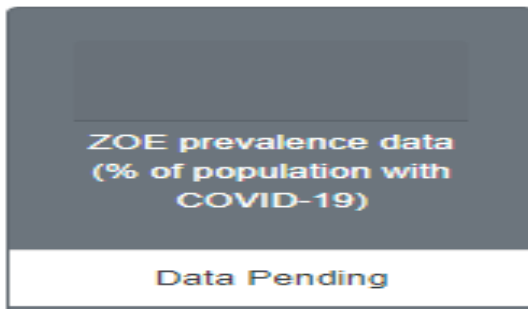 ZOE prevalence data
(% of population with
COVID-19)
Data Pending